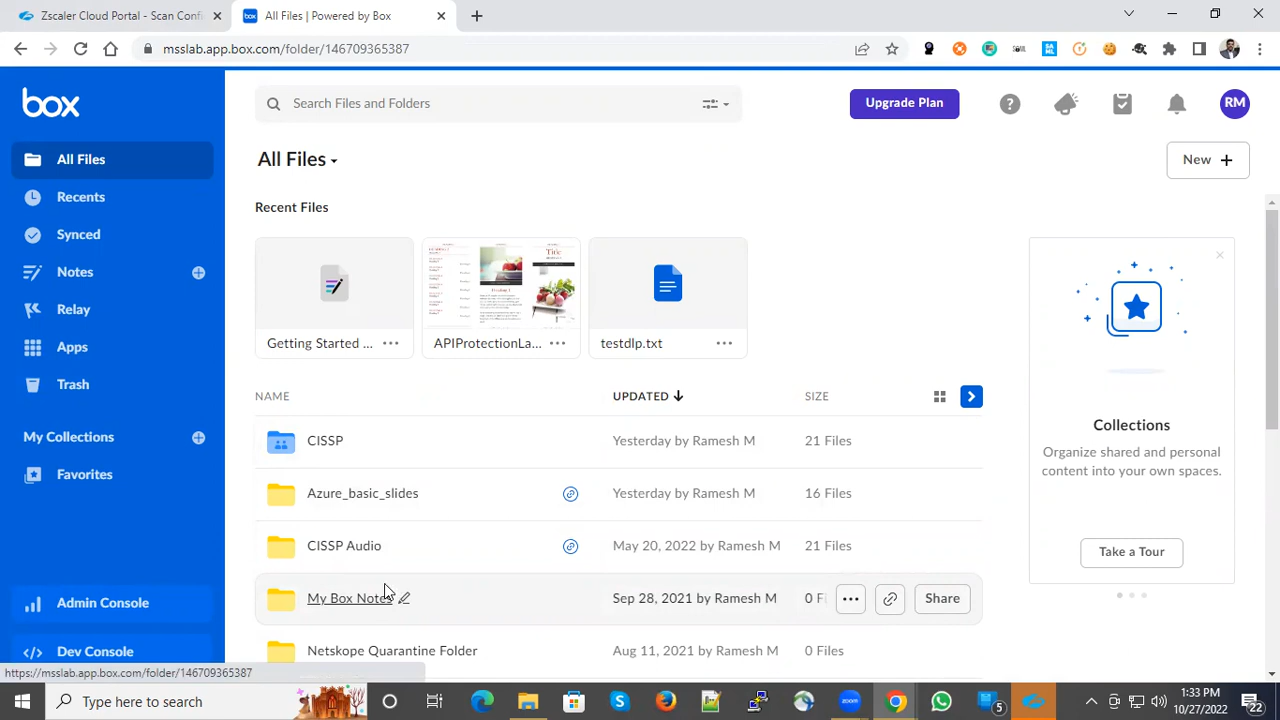 Zscaler Cloud Portal - Scan Confi
All Files | Powered by Box
msslab.app.box.com/folder/146709365387
box
Search Files and Folders
Upgrade Plan
RM
All Files
Recents
Synced
Notes
Relay
Apps
Trash
My Collections
Favorites
Admin Console
Dev Console
All Files
New
Recent Files
Getting Started ...
APIProtectionLa...
testdlp.txt
NAME
UPDATED
SIZE
CISSP
Yesterday by Ramesh M
21 Files
Azure_basic_slides
Yesterday by Ramesh M
16 Files
CISSP Audio
May 20, 2022 by Ramesh M
21 Files
My Box Notes
Sep 28, 2021 by Ramesh M
0 Fi
Share
Netskope Quarantine Folder
Aug 11, 2021 by Ramesh M
0 Files
Collections
Organize shared and personal
content into your own spaces.
Take a Tour
https://msslab.app.box.com/folder/146709365387
Type here to search
zoom
5
1:33 PM
10/27/2022
22